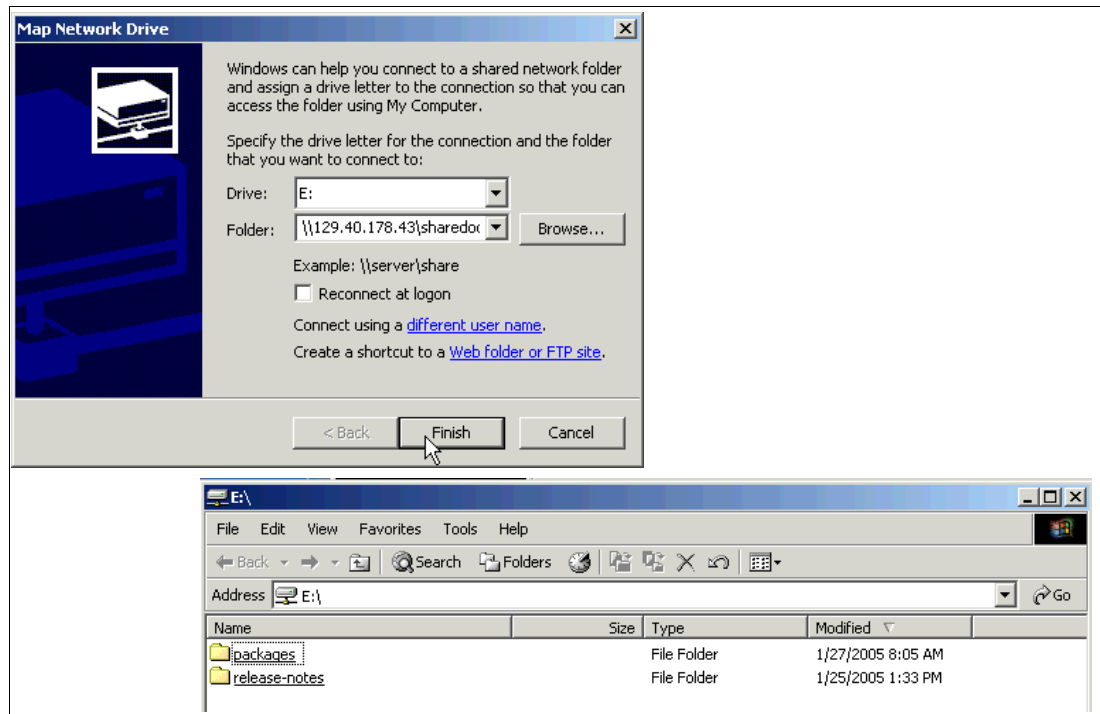 Map Network Drive
Windows can help you connect to a shared network folder
and assign a drive letter to the connection so that you can
access the folder using My Computer.
Specify the drive letter for the connection and the folder
that you want to connect to:
Drive: E:
Folder: \\129.40.178.43\sharedoc Browse...
Example: \\server\share
Reconnect at logon
Connect using a different user name.
Create a shortcut to a Web folder or FTP site.
< Back Finish Cancel
E:\
File Edit View Favorites Tools Help
Back Search Folders
Address E:\ Go
Name Size Type Modified
packages File Folder 1/27/2005 8:05 AM
release-notes File Folder 1/25/2005 1:33 PM